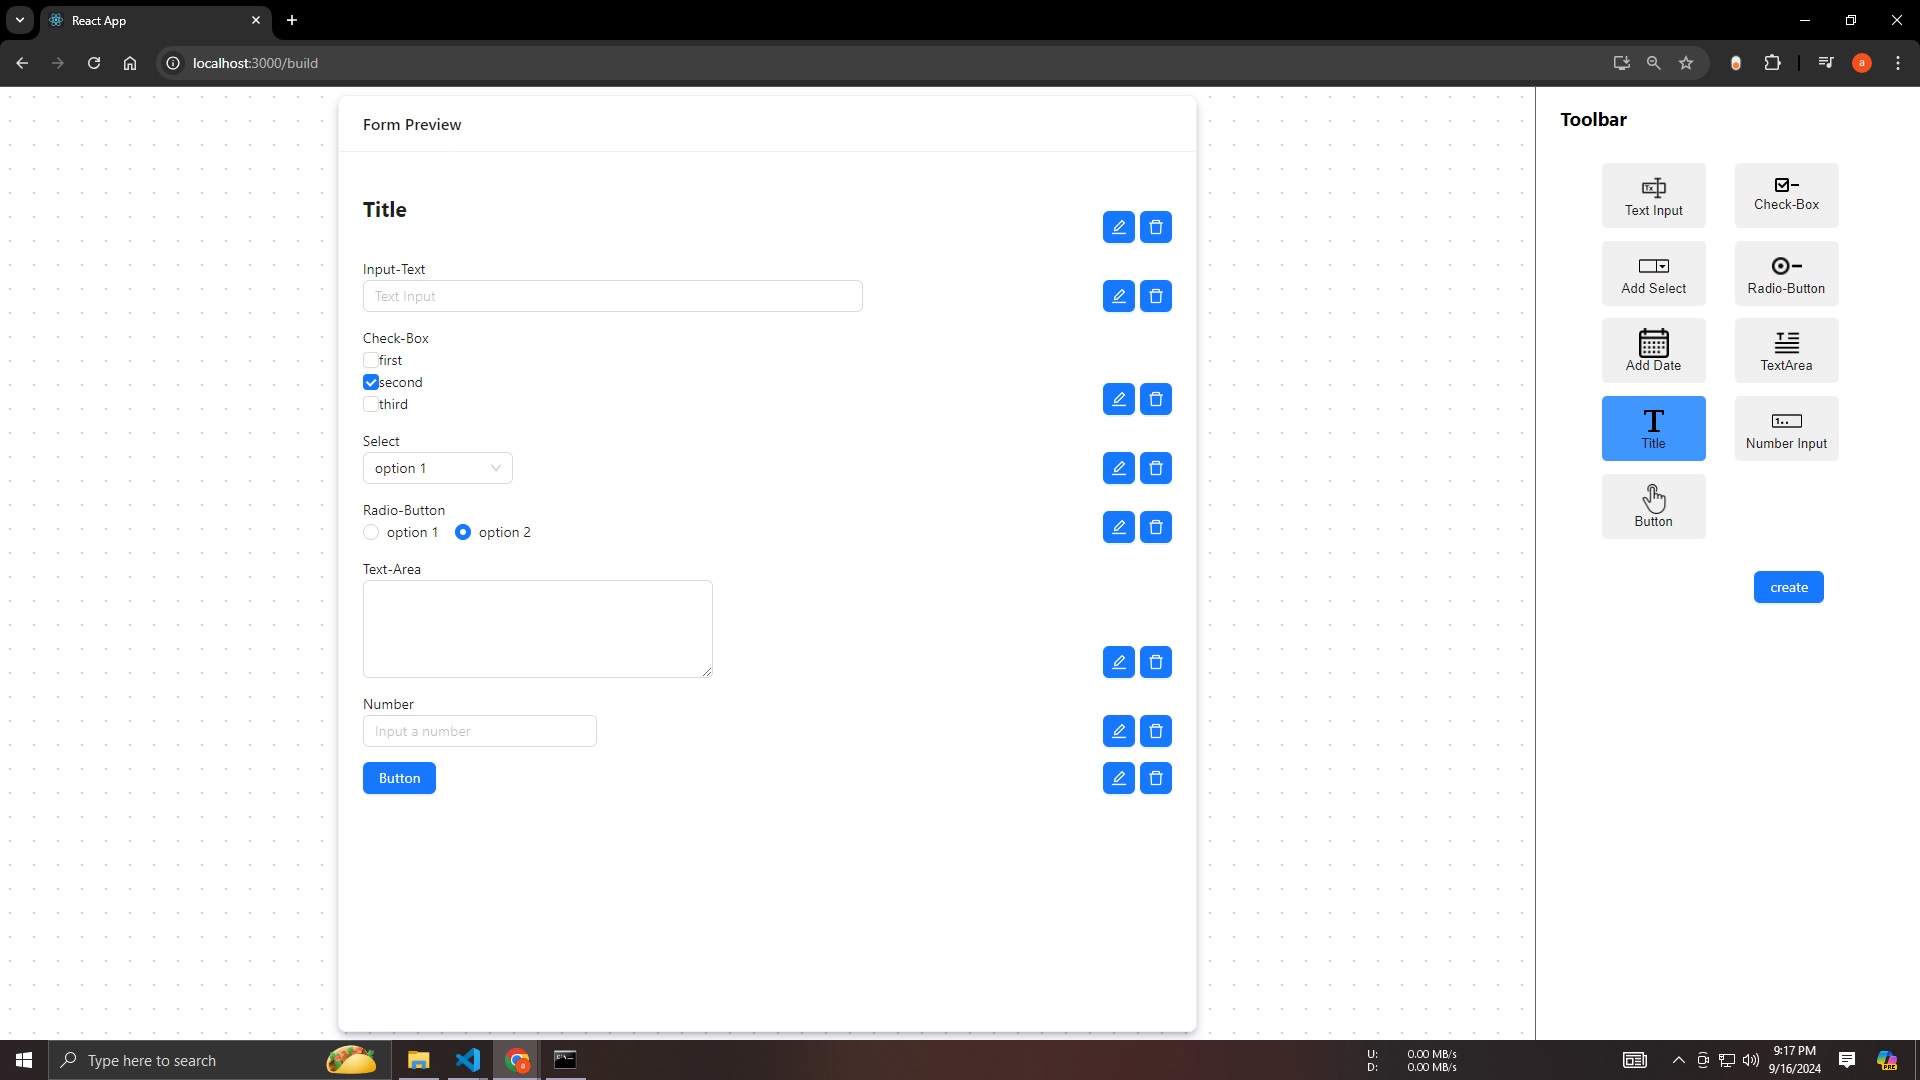 React App
localhost:3000/build
a
Form Preview
Toolbar
Title
Input-Text
Text Input
Check-Box
first
second
third
Select
option 1
Radio-Button
option 1
option 2
Text-Area
Number
Input a number
Button
Text Input
Check-Box
Add Select
Radio-Button
Add Date
TextArea
Title
Number Input
Button
create
Type here to search
U: 0.00 MB/s
D: 0.00 MB/s
9:17 PM
9/16/2024
PRE